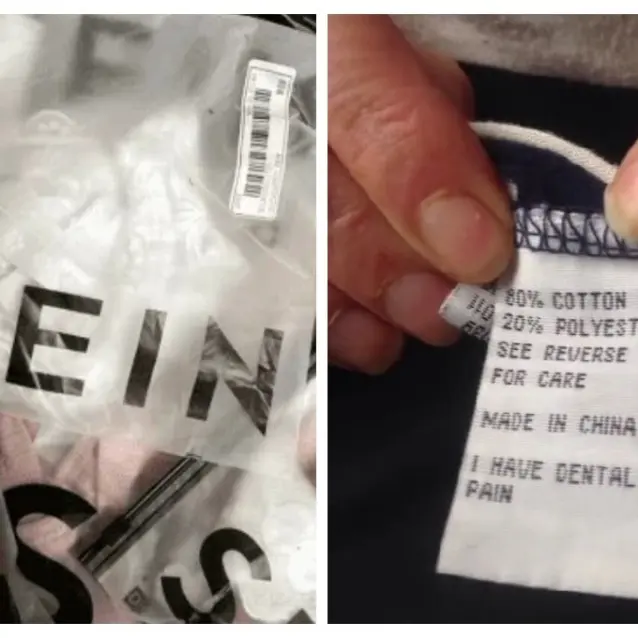 EIN
S
S
80% COTTON
20% POLYEST
SEE REVERSE
FOR CARE
MADE IN CHINA
I HAVE DENTAL
PAIN